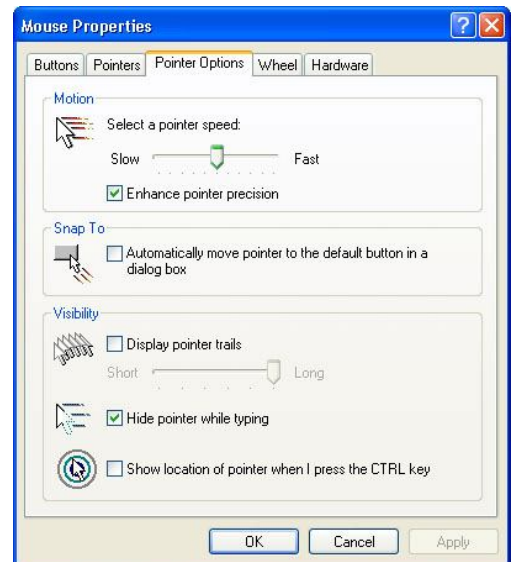 Mouse Properties
Buttons Pointers Pointer Options Wheel Hardware
Motion
Select a pointer speed:
Slow Fast
Enhance pointer precision
Snap To
Automatically move pointer to the default button in a
dialog box
Visibility
Display pointer trails
Short Long
Hide pointer while typing
Show location of pointer when I press the CTRL key
OK Cancel Apply